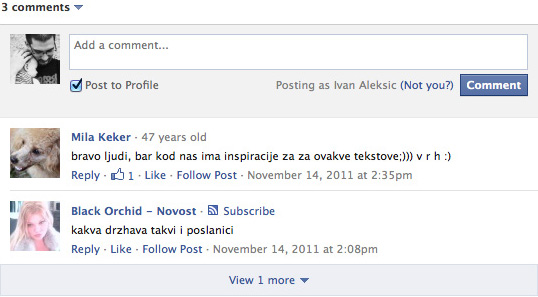 3 comments
Add a comment...
Post to Profile
Posting as Ivan Aleksic (Not you?)
Comment
Mila Keker · 47 years old
bravo ljudi, bar kod nas ima inspiracije za za ovakve tekstove;))) v r h :)
Reply · 1 · Like · Follow Post · November 14, 2011 at 2:35pm
Black Orchid – Novost · Subscribe
kakva drzhava takvi i poslanici
Reply · Like · Follow Post · November 14, 2011 at 2:08pm
View 1 more